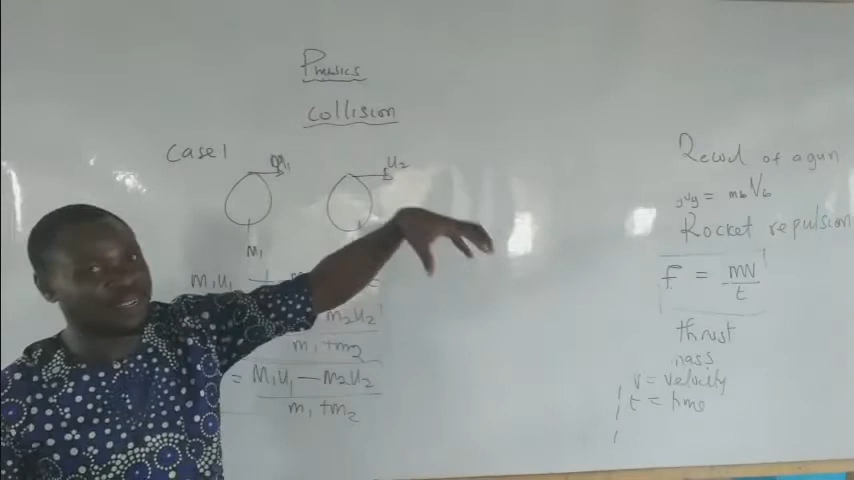 Physics
Collision
Case 1
M1 U2
M1
M1U1 +
m2u2
m1+m2
= M1U1 — M2U2
m1+m2
of a gun
gvg = mbVb
Rocket repulsion
f = mv
t
thrust
mass
v = velocity
t = time